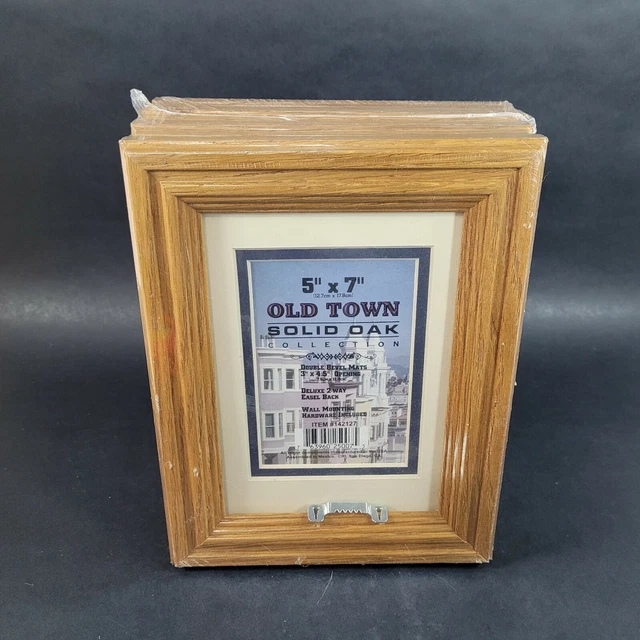 5" x 7"
(12.7cm x 17.8cm)
OLD TOWN
SOLID OAK
COLLECTION
DOUBLE BEVEL MATS
3" X 4.5" OPENING
DELUXE 2 WAY
EASEL BACK
WALL MOUNTING
HARDWARE INCLUDED
ITEM #142127